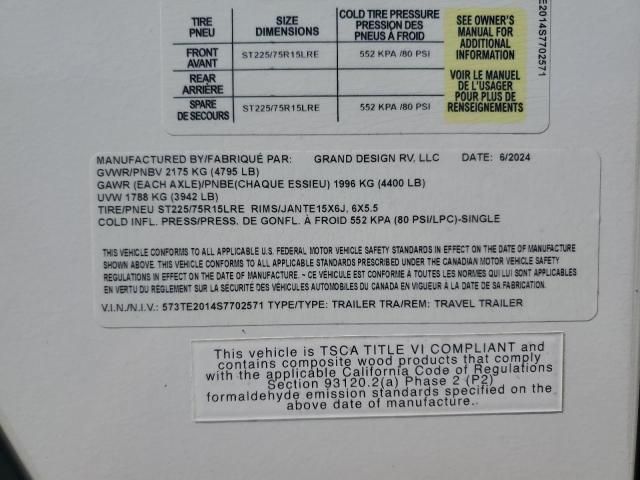 TIRE PNEU
SIZE DIMENSIONS
COLD TIRE PRESSURE PRESSION DES PNEUS À FROID
FRONT AVANT
ST225/75R15LRE
552 KPA /80 PSI
REAR ARRIÈRE
SPARE DE SECOURS
ST225/75R15LRE
552 KPA /80 PSI
SEE OWNER'S
MANUAL FOR
ADDITIONAL
INFORMATION
VOIR LE MANUEL
DE L'USAGER
POUR PLUS DE
RENSEIGNEMENTS
TE2014S7702571
MANUFACTURED BY/FABRIQUÉ PAR: GRAND DESIGN RV, LLC DATE: 6/2024
GVWR/PNBV 2175 KG (4795 LB)
GAWR (EACH AXLE)/PNBE(CHAQUE ESSIEU) 1996 KG (4400 LB)
UVW 1788 KG (3942 LB)
TIRE/PNEU ST225/75R15LRE RIMS/JANTE15X6J, 6X5.5
COLD INFL. PRESS/PRESS. DE GONFL. À FROID 552 KPA (80 PSI/LPC)-SINGLE
THIS VEHICLE CONFORMS TO ALL APPLICABLE U.S. FEDERAL MOTOR VEHICLE SAFETY STANDARDS IN EFFECT ON THE DATE OF MANUFACTURE
SHOWN ABOVE. THIS VEHICLE CONFORMS TO ALL APPLICABLE STANDARDS PRESCRIBED UNDER THE CANADIAN MOTOR VEHICLE SAFETY
REGULATIONS IN EFFECT ON THE DATE OF MANUFACTURE. ~ CE VÉHICULE EST CONFORME À TOUTES LES NORMES QUI LUI SONT APPLICABLES
EN VERTU DU RÈGLEMENT SUR LA SÉCURITÉ DES VÉHICULES AUTOMOBILES DU CANADA EN VIGUEUR À LA DATE DE SA FABRICATION.
V.I.N./N.I.V.: 573TE2014S7702571 TYPE/TYPE: TRAILER TRA/REM: TRAVEL TRAILER
This vehicle is TSCA TITLE VI COMPLIANT and
contains composite wood products that comply
with the applicable California Code of Regulations
Section 93120.2(a) Phase 2 (P2)
formaldehyde emission standards specified on the
above date of manufacture..